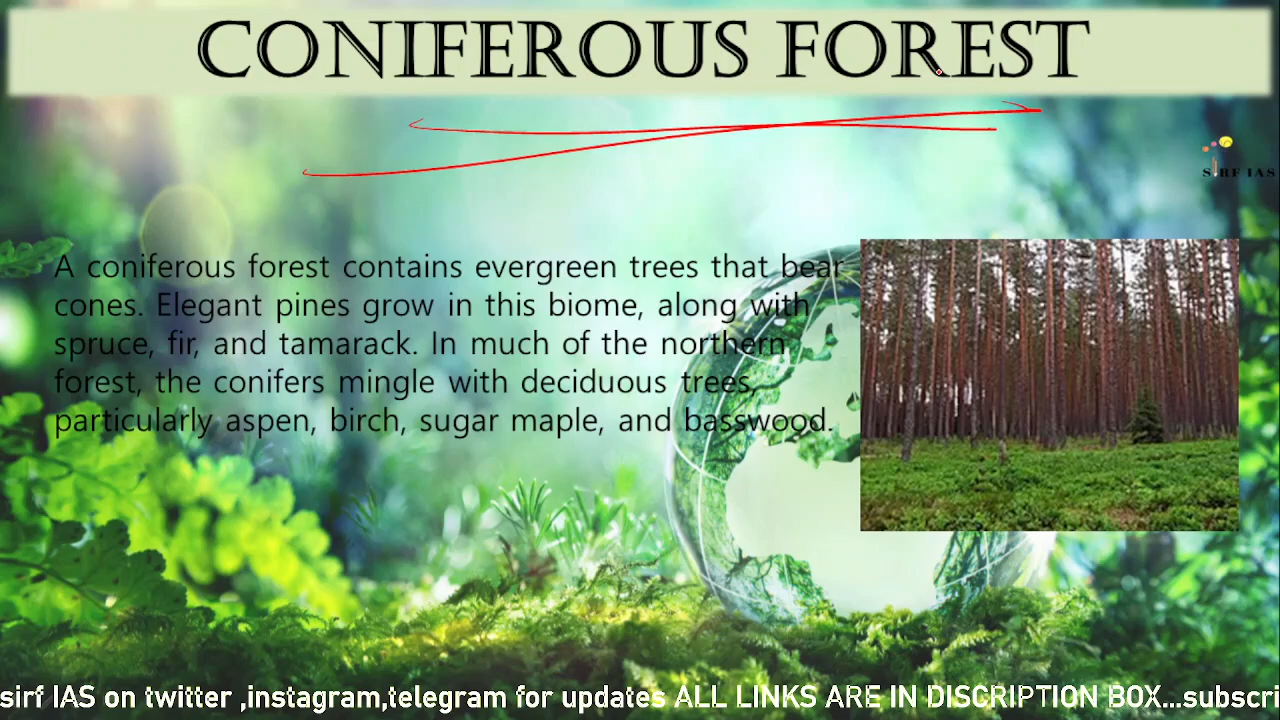 CONIFEROUS FOREST
SIRF IAS
A coniferous forest contains evergreen trees that bear
cones. Elegant pines grow in this biome, along with
spruce, fir, and tamarack. In much of the northern
forest, the conifers mingle with deciduous trees,
particularly aspen, birch, sugar maple, and basswood.
sirf IAS on twitter ,instagram,telegram for updates ALL LINKS ARE IN DISCRIPTION BOX...subscri